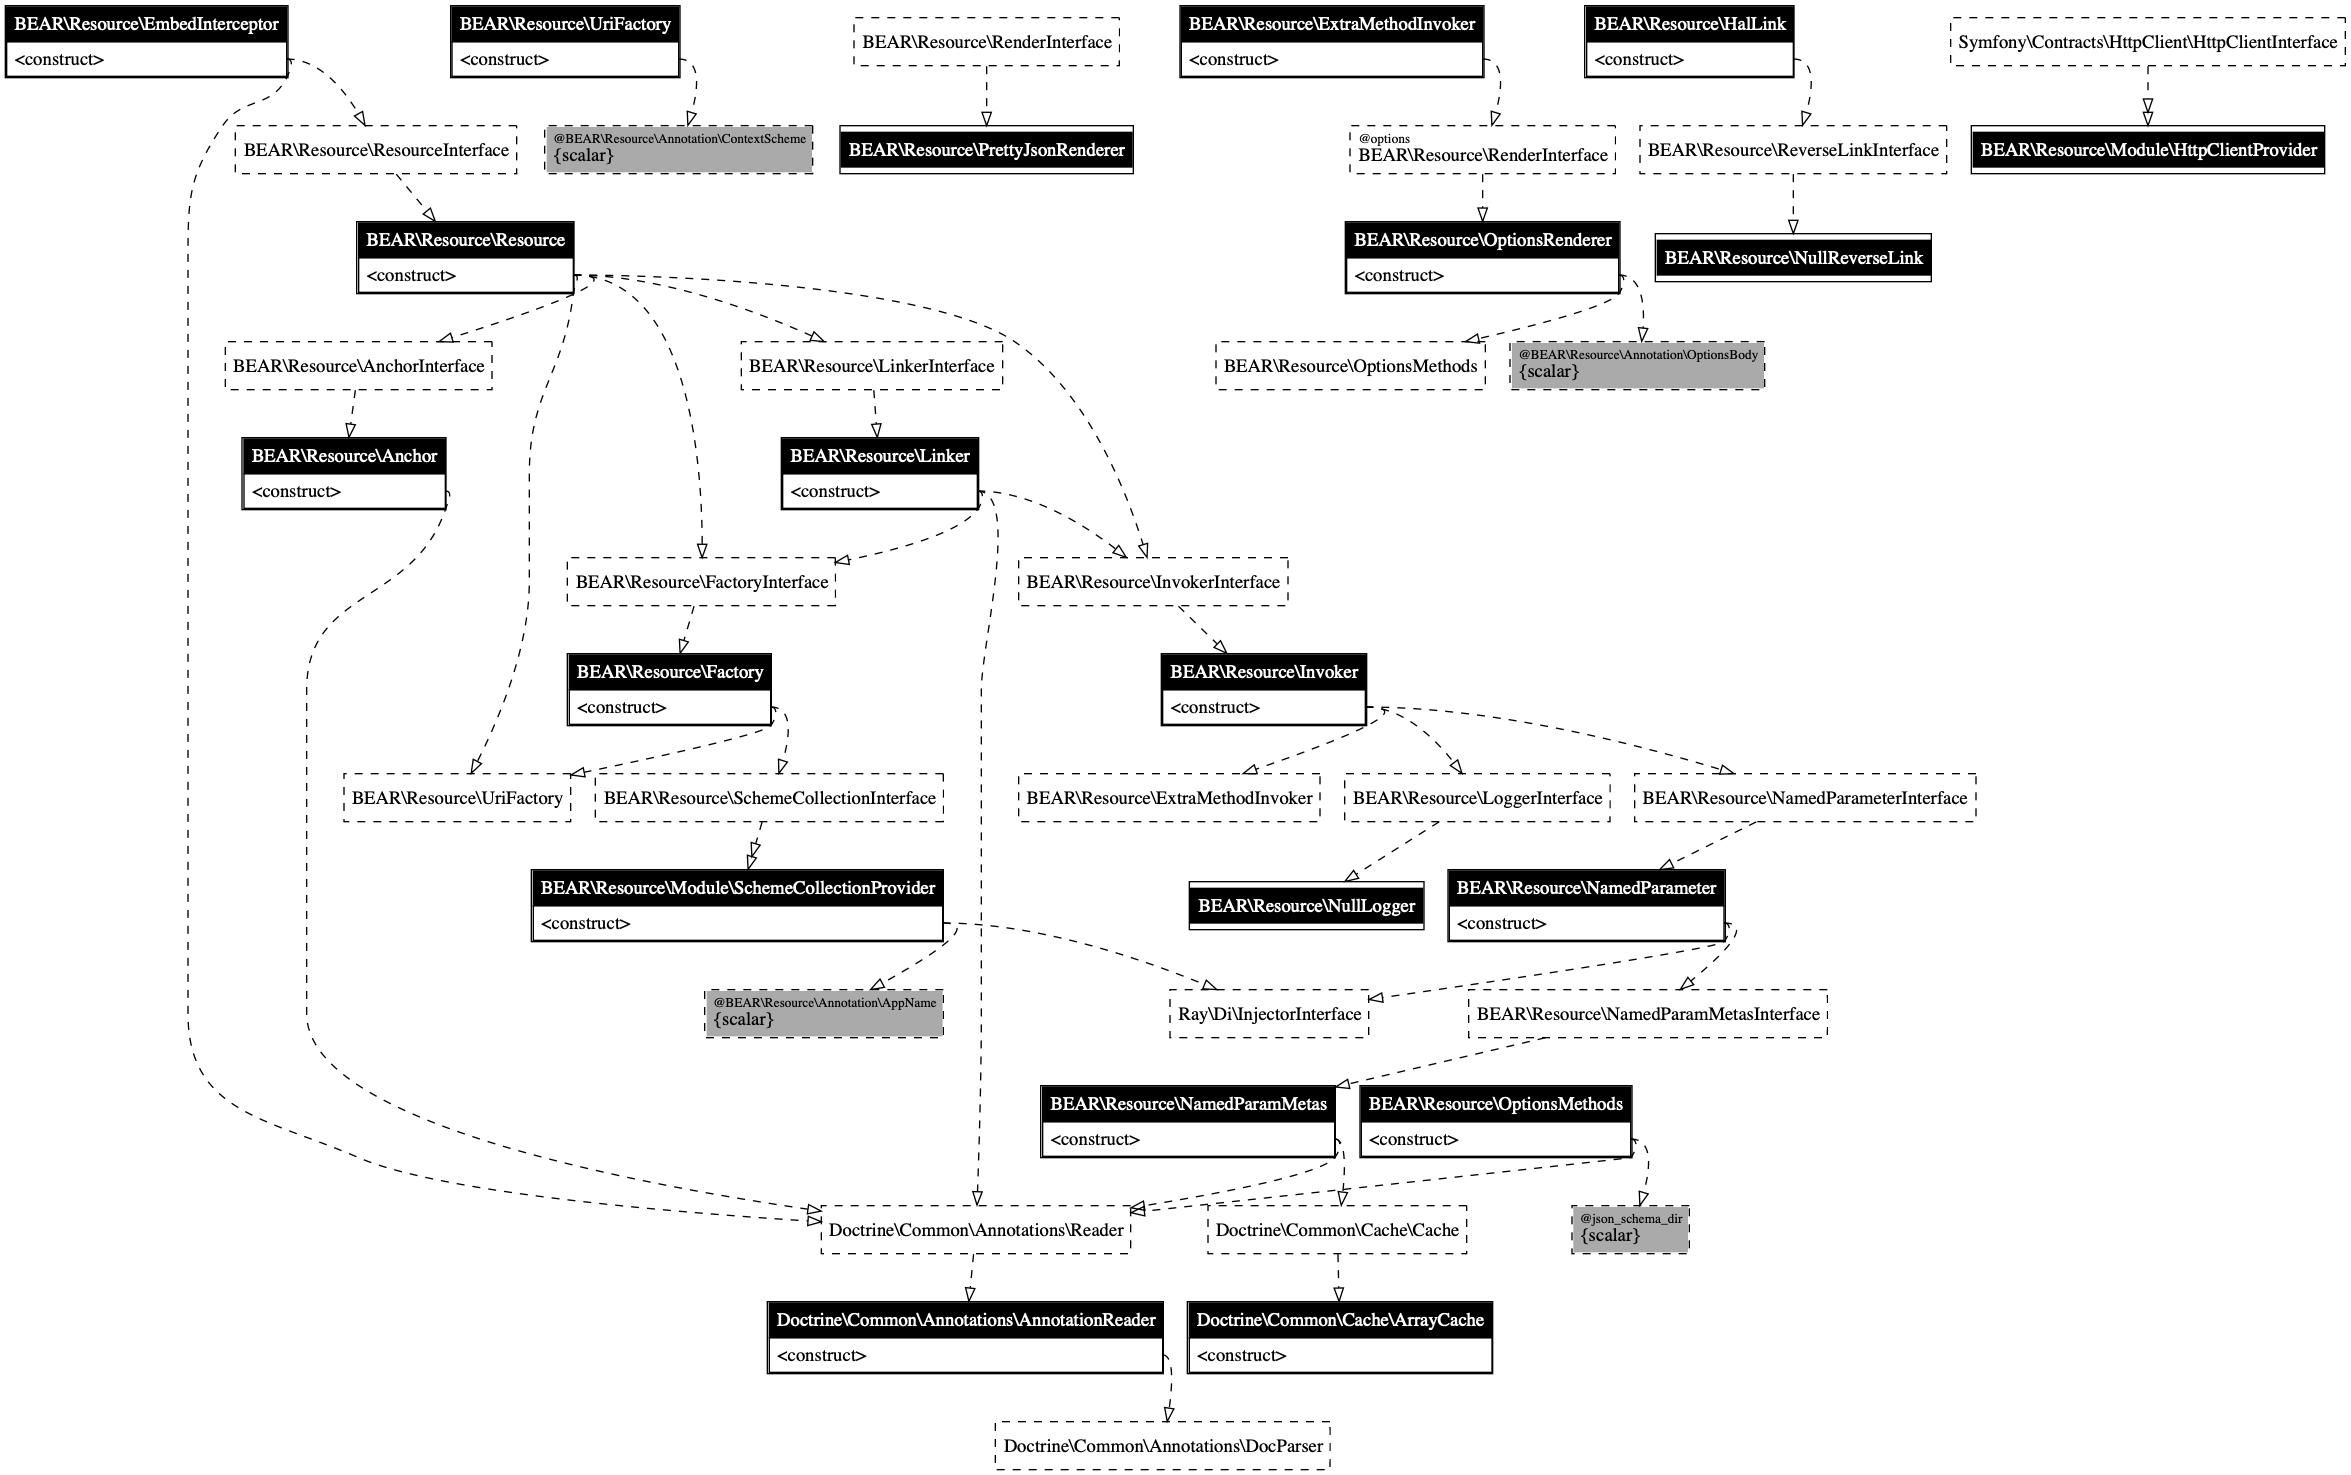 BEAR\Resource\EmbedInterceptor
<construct>
BEAR\Resource\UriFactory
<construct>
BEAR\Resource\RenderInterface
BEAR\Resource\ExtraMethodInvoker
<construct>
BEAR\Resource\HalLink
<construct>
Symfony\Contracts\HttpClient\HttpClientInterface
BEAR\Resource\ResourceInterface
@BEAR\Resource\Annotation\ContextScheme
{scalar}
BEAR\Resource\PrettyJsonRenderer
@options
BEAR\Resource\RenderInterface
BEAR\Resource\ReverseLinkInterface
BEAR\Resource\Module\HttpClientProvider
BEAR\Resource\Resource
<construct>
BEAR\Resource\OptionsRenderer
<construct>
BEAR\Resource\NullReverseLink
BEAR\Resource\AnchorInterface
BEAR\Resource\LinkerInterface
BEAR\Resource\OptionsMethods
@BEAR\Resource\Annotation\OptionsBody
{scalar}
BEAR\Resource\Anchor
<construct>
BEAR\Resource\Linker
<construct>
BEAR\Resource\FactoryInterface
BEAR\Resource\InvokerInterface
BEAR\Resource\Factory
<construct>
BEAR\Resource\Invoker
<construct>
BEAR\Resource\UriFactory
BEAR\Resource\SchemeCollectionInterface
BEAR\Resource\ExtraMethodInvoker
BEAR\Resource\LoggerInterface
BEAR\Resource\NamedParameterInterface
BEAR\Resource\Module\SchemeCollectionProvider
<construct>
BEAR\Resource\NullLogger
BEAR\Resource\NamedParameter
<construct>
@BEAR\Resource\Annotation\AppName
{scalar}
Ray\Di\InjectorInterface
BEAR\Resource\NamedParamMetasInterface
BEAR\Resource\NamedParamMetas
<construct>
BEAR\Resource\OptionsMethods
<construct>
Doctrine\Common\Annotations\Reader
Doctrine\Common\Cache\Cache
@json_schema_dir
{scalar}
Doctrine\Common\Annotations\AnnotationReader
<construct>
Doctrine\Common\Cache\ArrayCache
<construct>
Doctrine\Common\Annotations\DocParser